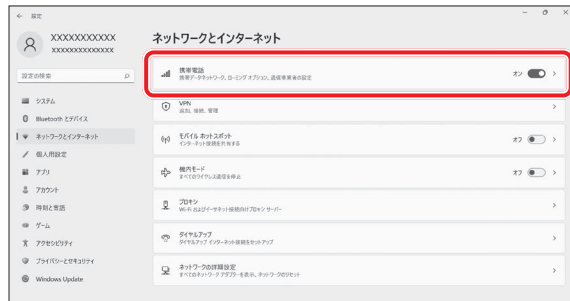 設定
XXXXXXXXXXX
XXXXXXXXXXXXXX
設定の検索
システム
Bluetooth とデバイス
ネットワークとインターネット
個人用設定
アプリ
アカウント
時刻と言語
ゲーム
アクセシビリティ
プライバシーとセキュリティ
Windows Update
ネットワークとインターネット
携帯電話
携帯データネットワーク、ローミング オプション、通信事業者の設定
オン
VPN
追加、接続、管理
モバイル ホットスポット
インターネット接続を共有する
オフ
機内モード
すべてのワイヤレス通信を停止
オフ
プロキシ
Wi-Fi およびイーサネット接続向けプロキシ サーバー
ダイヤルアップ
ダイヤルアップ インターネット接続をセットアップ
ネットワークの詳細設定
すべてのネットワーク アダプターを表示、ネットワークのリセット